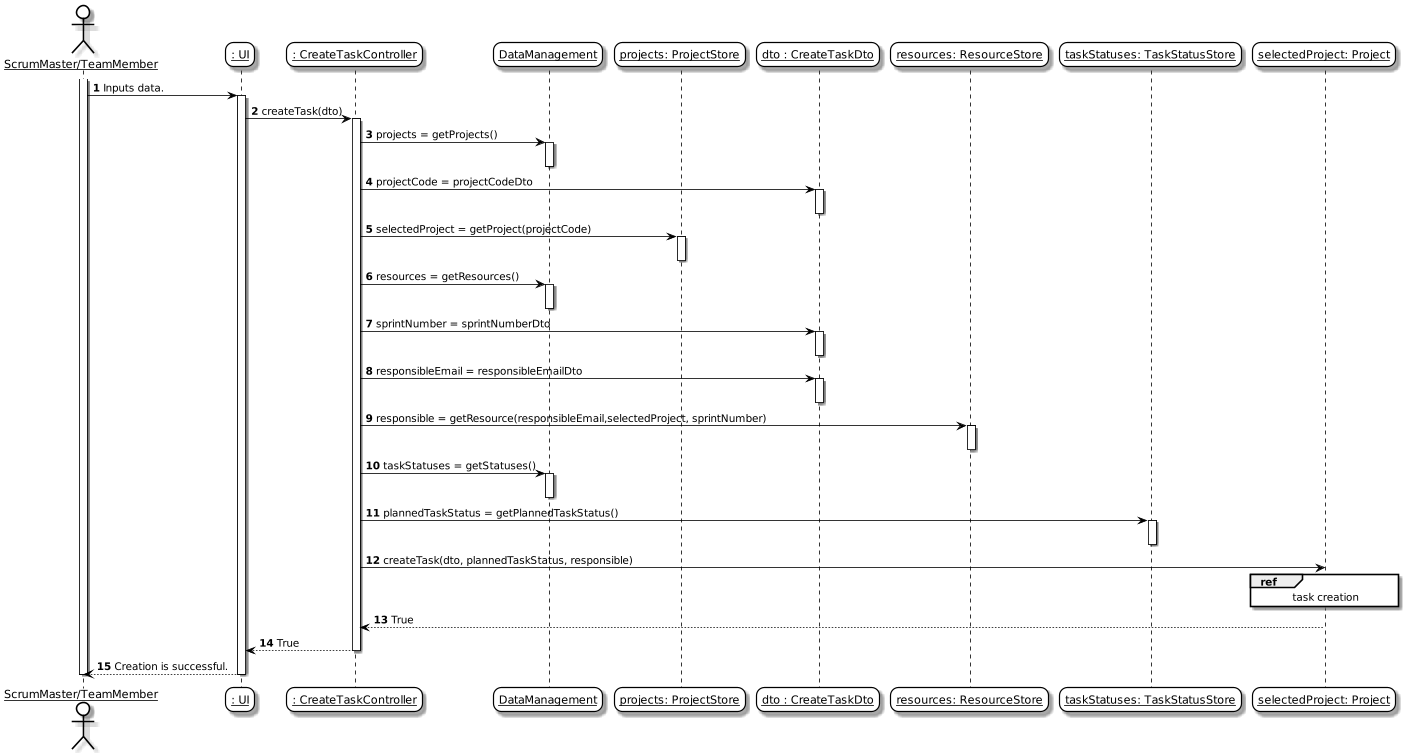 ScrumMaster/TeamMember
: UI
: CreateTaskController
DataManagement
projects: ProjectStore
dto : CreateTaskDto
resources: ResourceStore
taskStatuses: TaskStatusStore
selectedProject: Project
1 Inputs data.
2 createTask(dto)
3 projects = getProjects()
4 projectCode = projectCodeDto
5 selectedProject = getProject(projectCode)
6 resources = getResources()
7 sprintNumber = sprintNumberDto
8 responsibleEmail = responsibleEmailDto
9 responsible = getResource(responsibleEmail,selectedProject, sprintNumber)
10 taskStatuses = getStatuses()
11 plannedTaskStatus = getPlannedTaskStatus()
12 createTask(dto, plannedTaskStatus, responsible)
ref
task creation
13 True
14 True
15 Creation is successful.
ScrumMaster/TeamMember
: UI
: CreateTaskController
DataManagement
projects: ProjectStore
dto : CreateTaskDto
resources: ResourceStore
taskStatuses: TaskStatusStore
selectedProject: Project